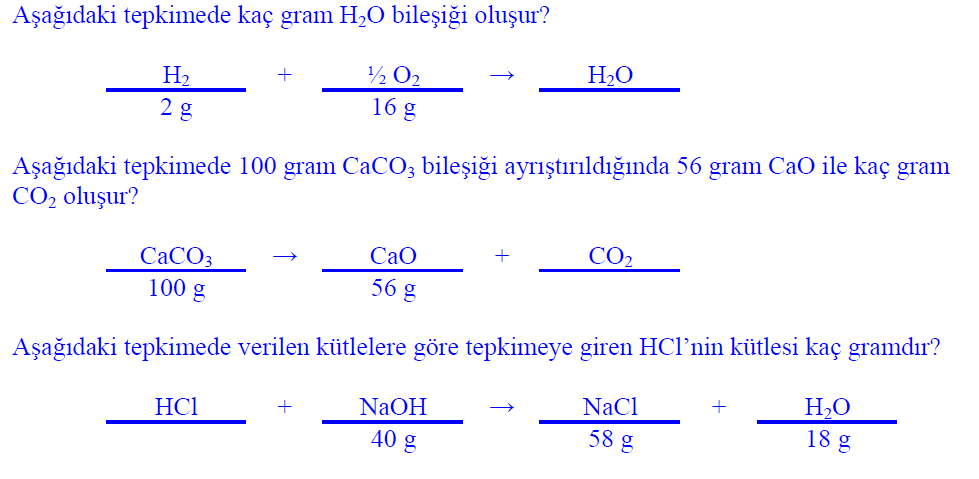 Aşağıdaki tepkimede kaç gram H₂O bileşiği oluşur?
H₂ + ½ O₂ → H₂O
2 g 16 g
Aşağıdaki tepkimede 100 gram CaCO₃ bileşiği ayrıştırıldığında 56 gram CaO ile kaç gram
CO₂ oluşur?
CaCO₃ → CaO + CO₂
100 g 56 g
Aşağıdaki tepkimede verilen kütlelere göre tepkimeye giren HCl’nin kütlesi kaç gramdır?
HCl + NaOH → NaCl + H₂O
40 g 58 g 18 g